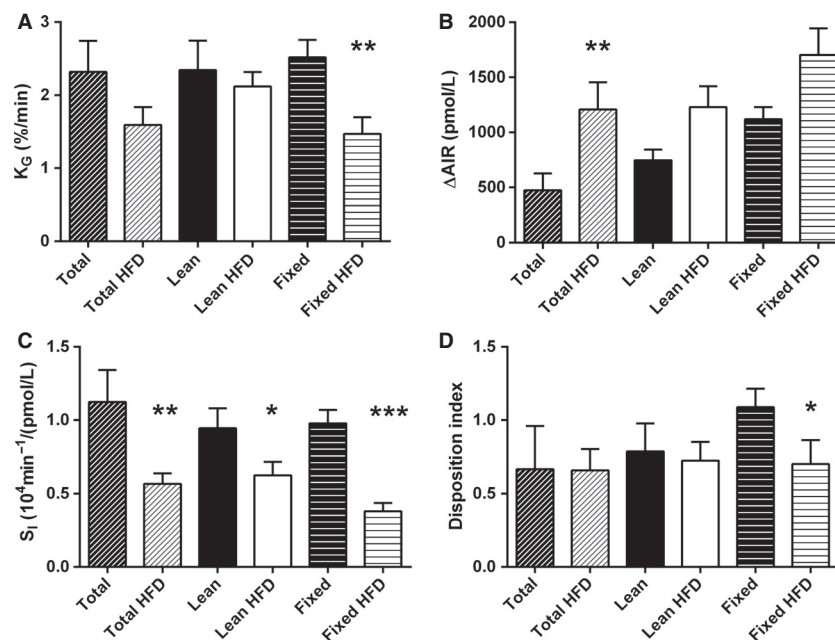 A
3
2
1
0
K_G (%/min)
**
Total
Total HFD
Lean
Lean HFD
Fixed
Fixed HFD
B
2000
1500
1000
500
0
ΔAIR (pmol/L)
**
Total
Total HFD
Lean
Lean HFD
Fixed
Fixed HFD
C
1.5
1.0
0.5
0.0
S_I (10⁴min⁻¹/(pmol/L)
**
*
***
Total
Total HFD
Lean
Lean HFD
Fixed
Fixed HFD
D
1.5
1.0
0.5
0.0
Disposition index
*
Total
Total HFD
Lean
Lean HFD
Fixed
Fixed HFD